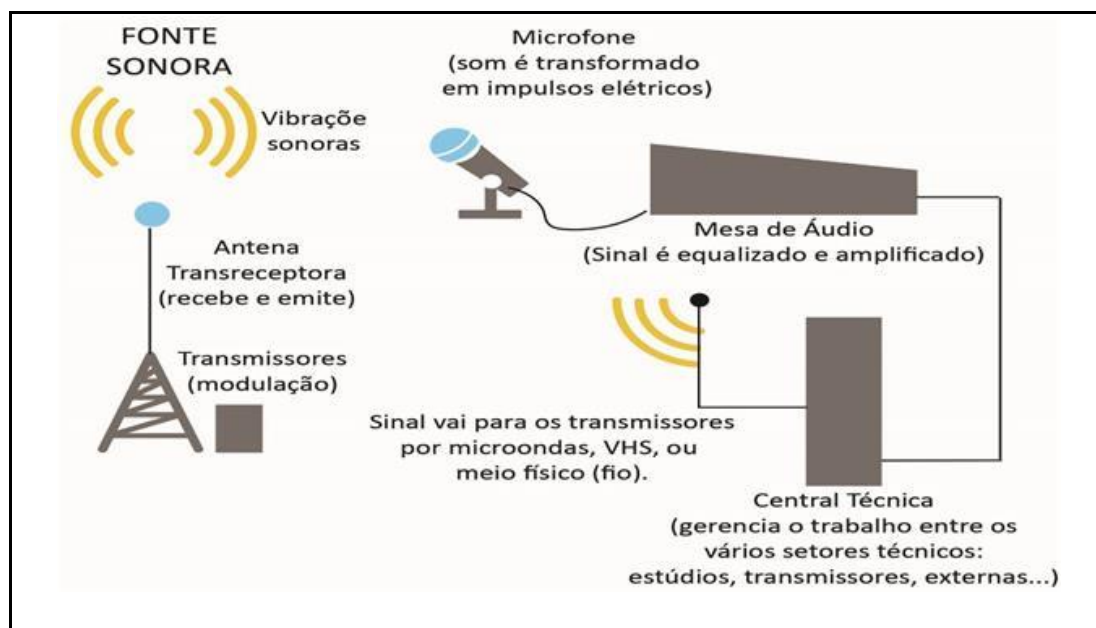 FONTE
SONORA
Vibraçõe
sonoras
Microfone
(som é transformado
em impulsos elétricos)
Mesa de Áudio
(Sinal é equalizado e amplificado)
Antena
Transreceptora
(recebe e emite)
Transmissores
(modulação)
Sinal vai para os transmissores
por microondas, VHS, ou
meio físico (fio).
Central Técnica
(gerencia o trabalho entre os
vários setores técnicos:
estúdios, transmissores, externas...)